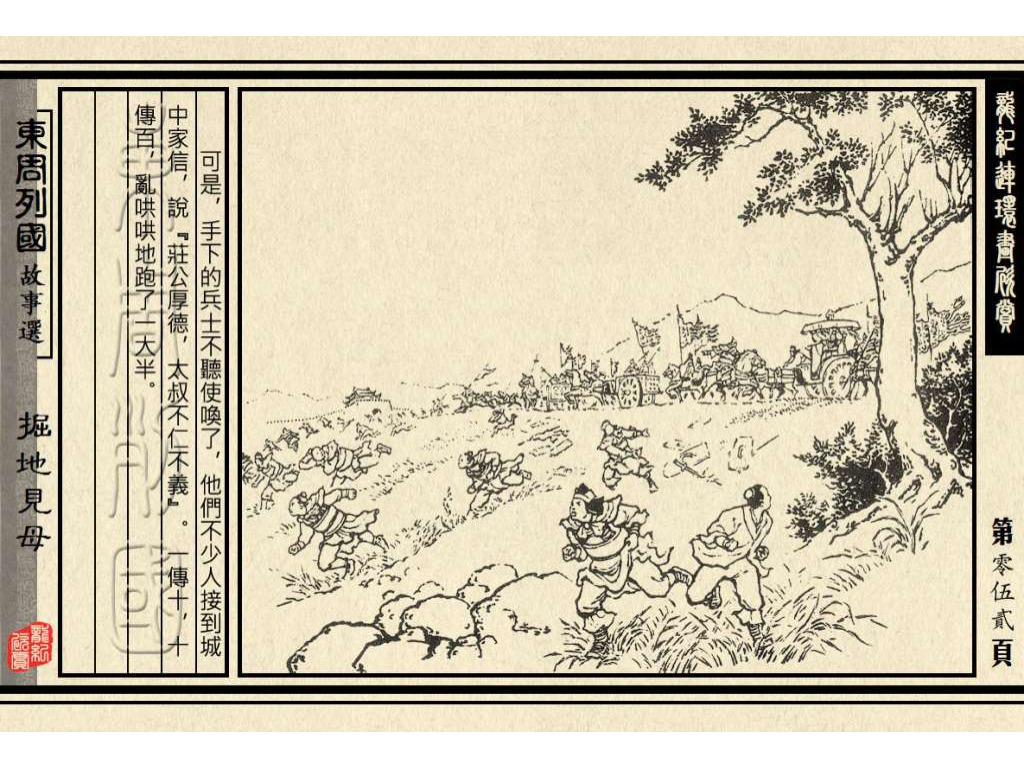 龍紀連環畫欣賞
第零伍貳頁
可是，手下的兵士不聽使喚了，他們不少人接到城
中家信，說『莊公厚德，太叔不仁不義』。一傳十，十
傳百，亂哄哄地跑了一大半。
東周列國故事選
掘地見母